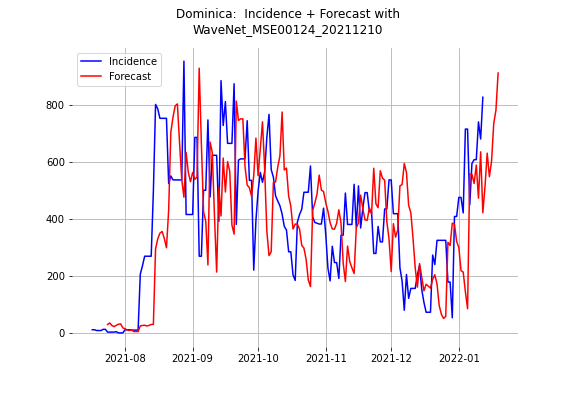 Dominica:  Incidence + Forecast with
WaveNet_MSE00124_20211210
Incidence
Forecast
800
600
400
200
0
2021-08
2021-09
2021-10
2021-11
2021-12
2022-01